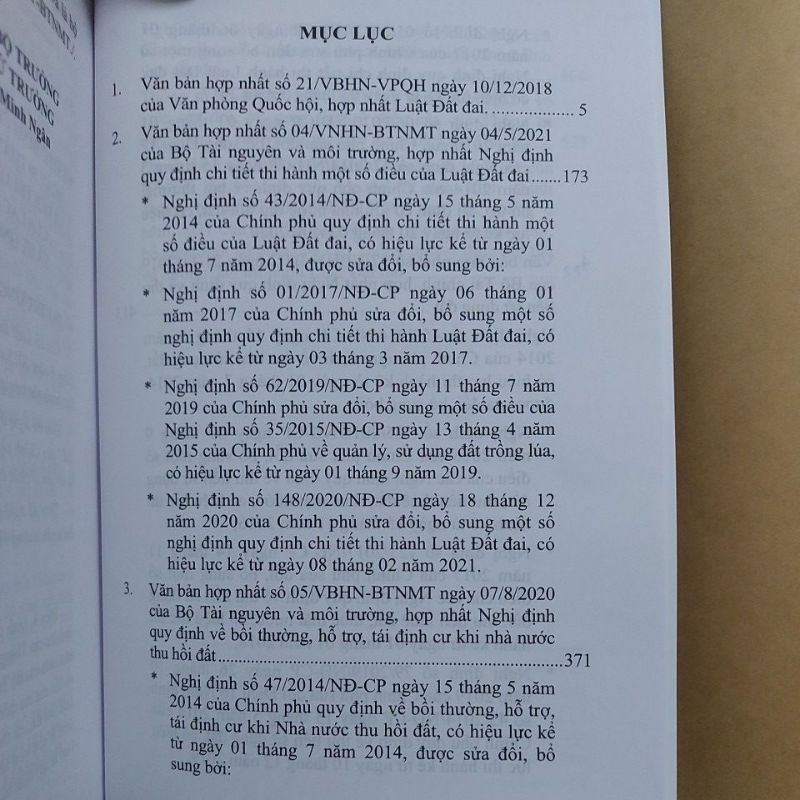 MỤC LỤC
1. Văn bản hợp nhất số 21/VBHN-VPQH ngày 10/12/2018
của Văn phòng Quốc hội, hợp nhất Luật Đất đai. .................. 5
2. Văn bản hợp nhất số 04/VNHN-BTNMT ngày 04/5/2021
của Bộ Tài nguyên và môi trường, hợp nhất Nghị định
quy định chi tiết thi hành một số điều của Luật Đất đai.......173
* Nghị định số 43/2014/NĐ-CP ngày 15 tháng 5 năm
2014 của Chính phủ quy định chi tiết thi hành một
số điều của Luật Đất đai, có hiệu lực kể từ ngày 01
tháng 7 năm 2014, được sửa đổi, bổ sung bởi:
* Nghị định số 01/2017/NĐ-CP ngày 06 tháng 01
năm 2017 của Chính phủ sửa đổi, bổ sung một số
nghị định quy định chi tiết thi hành Luật Đất đai, có
hiệu lực kể từ ngày 03 tháng 3 năm 2017.
* Nghị định số 62/2019/NĐ-CP ngày 11 tháng 7 năm
2019 của Chính phủ sửa đổi, bổ sung một số điều của
Nghị định số 35/2015/NĐ-CP ngày 13 tháng 4 năm
2015 của Chính phủ về quản lý, sử dụng đất trồng lúa,
có hiệu lực kể từ ngày 01 tháng 9 năm 2019.
* Nghị định số 148/2020/NĐ-CP ngày 18 tháng 12
năm 2020 của Chính phủ sửa đổi, bổ sung một số
nghị định quy định chi tiết thi hành Luật Đất đai, có
hiệu lực kể từ ngày 08 tháng 02 năm 2021.
3. Văn bản hợp nhất số 05/VBHN-BTNMT ngày 07/8/2020
của Bộ Tài nguyên và môi trường, hợp nhất Nghị định
quy định về bồi thường, hỗ trợ, tái định cư khi nhà nước
thu hồi đất.......................................................371
* Nghị định số 47/2014/NĐ-CP ngày 15 tháng 5 năm
2014 của Chính phủ quy định về bồi thường, hỗ trợ,
tái định cư khi Nhà nước thu hồi đất, có hiệu lực kể
từ ngày 01 tháng 7 năm 2014, được sửa đổi, bổ
sung bởi:
BỘ TRƯỞNG
TRƯỞNG
Minh Ngân